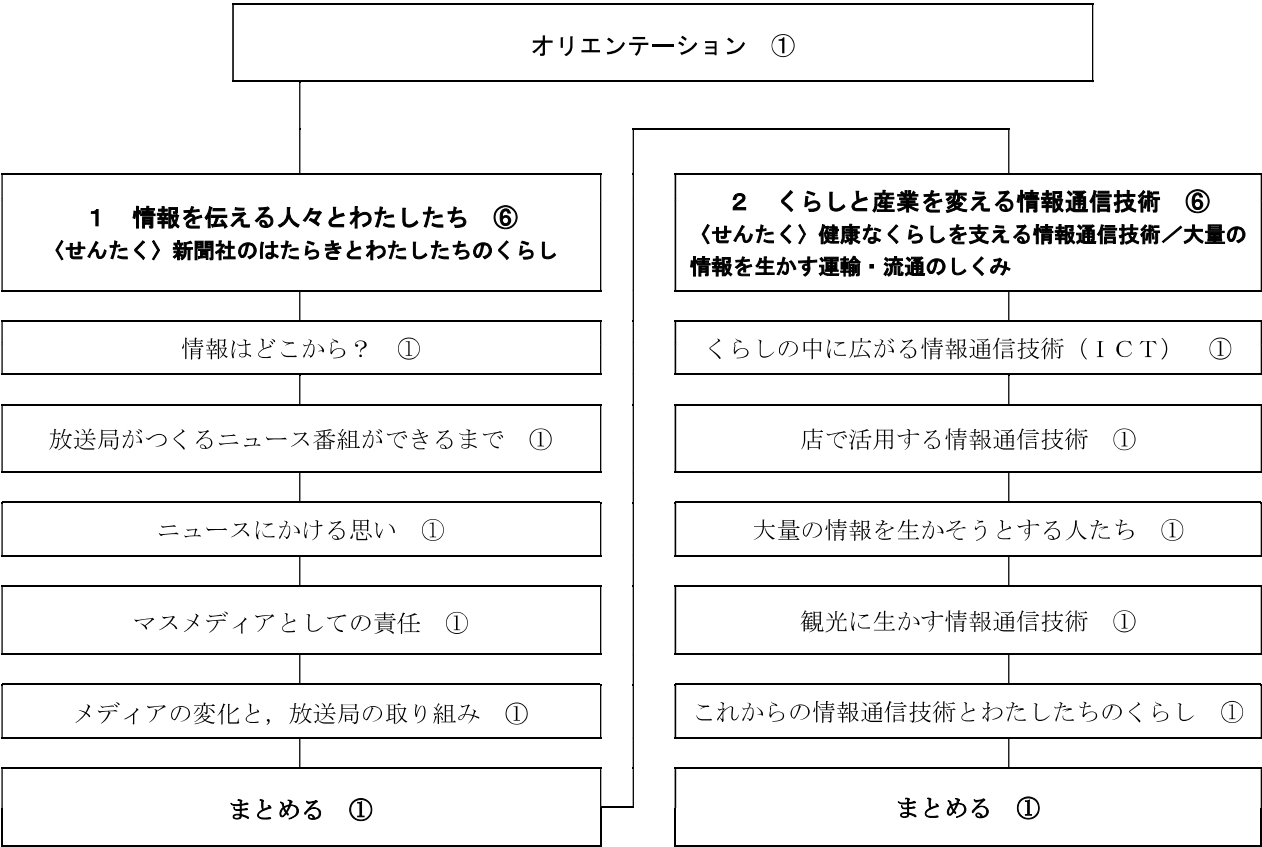 オリエンテーション　①
１　情報を伝える人々とわたしたち　⑥
〈せんたく〉新聞社のはたらきとわたしたちのくらし
情報はどこから？　①
放送局がつくるニュース番組ができるまで　①
ニュースにかける思い　①
マスメディアとしての責任　①
メディアの変化と，放送局の取り組み　①
まとめる　①
２　くらしと産業を変える情報通信技術　⑥
〈せんたく〉健康なくらしを支える情報通信技術／大量の
情報を生かす運輸・流通のしくみ
くらしの中に広がる情報通信技術（ＩＣＴ）　①
店で活用する情報通信技術　①
大量の情報を生かそうとする人たち　①
観光に生かす情報通信技術　①
これからの情報通信技術とわたしたちのくらし　①
まとめる　①